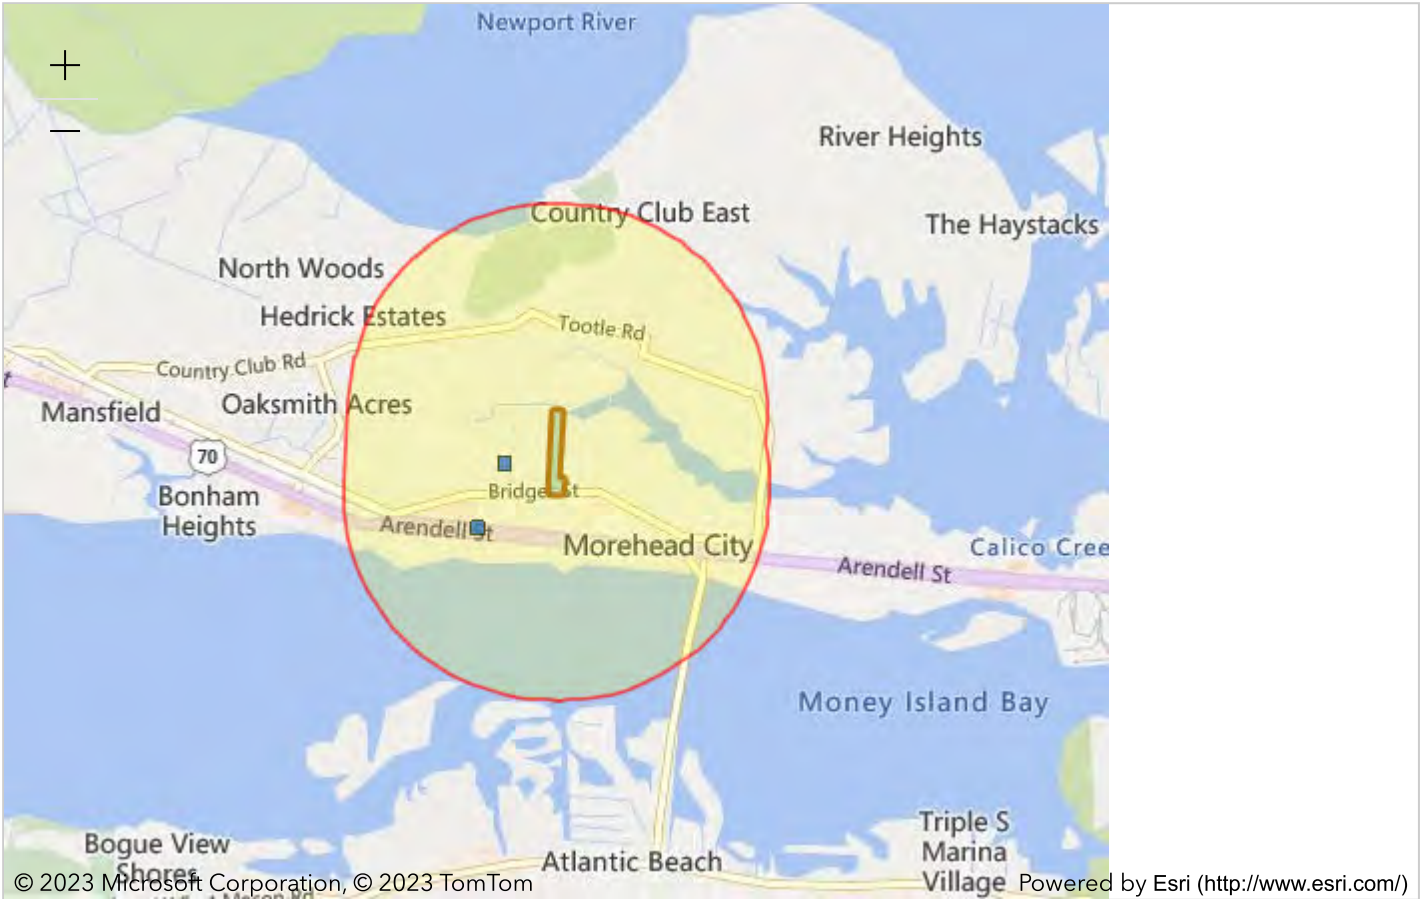 Newport River
River Heights
Country Club East
The Haystacks
North Woods
Hedrick Estates
Tootle Rd
Country Club Rd
Mansfield
Oaksmith Acres
70
Bonham
Heights
Bridges St
Arendell St
Morehead City
Calico Cree
Arendell St
Money Island Bay
Triple S
Marina
Village
Bogue View
Shores
Atlantic Beach
© 2023 Microsoft Corporation, © 2023 TomTom
Powered by Esri (http://www.esri.com/)